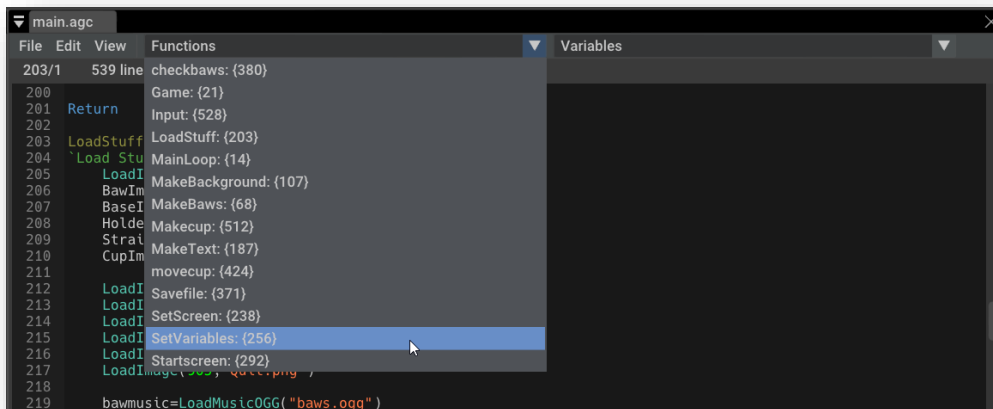 main.agc
File Edit View Functions Variables
203/1 539 line
checkbaws: {380}
Game: {21}
Input: {528}
LoadStuff: {203}
MainLoop: {14}
MakeBackground: {107}
MakeBaws: {68}
Makecup: {512}
MakeText: {187}
movecup: {424}
Savefile: {371}
SetScreen: {238}
SetVariables: {256}
Startscreen: {292}
200
201 Return
202
203 LoadStuff
204 `Load Stu
205 LoadI
206 BawIm
207 BaseI
208 Holde
209 Strai
210 CupIm
211
212 LoadI
213 LoadI
214 LoadI
215 LoadI
216 LoadI
217 LoadImage(
218
219 bawmusic=LoadMusicOGG("baws.ogg")